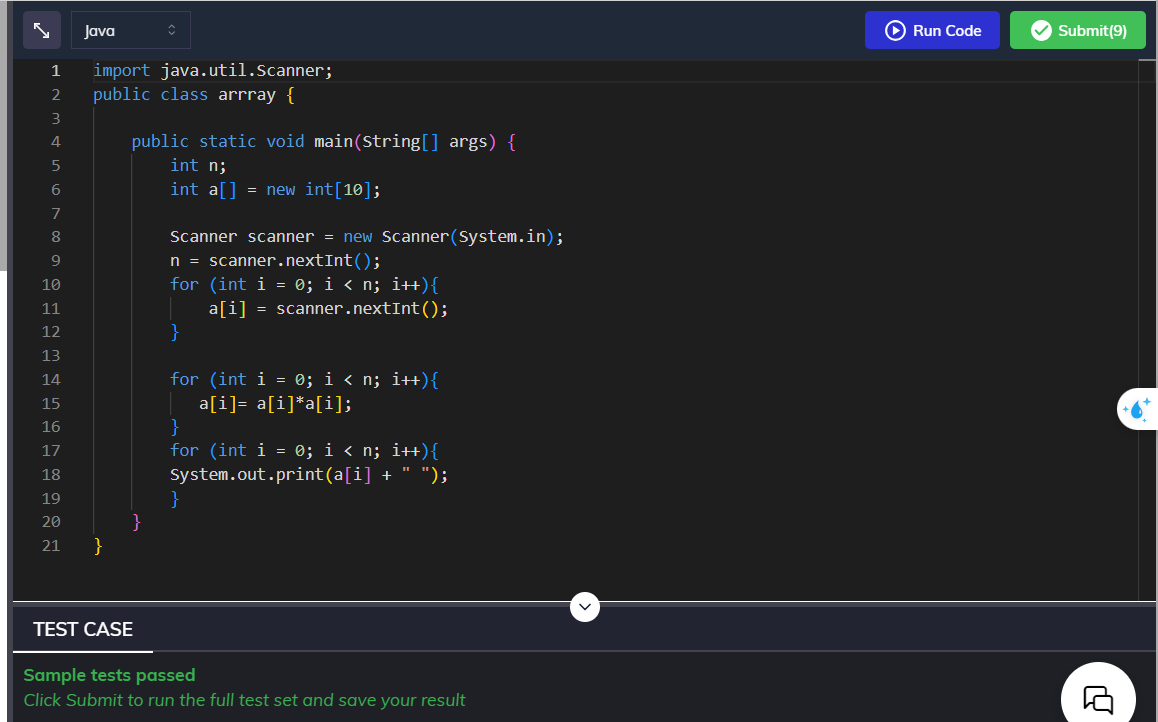 Java
Run Code
Submit(9)
1 import java.util.Scanner;
2 public class arrray {
3
4 public static void main(String[] args) {
5 int n;
6 int a[] = new int[10];
7
8 Scanner scanner = new Scanner(System.in);
9 n = scanner.nextInt();
10 for (int i = 0; i < n; i++){
11 a[i] = scanner.nextInt();
12 }
13
14 for (int i = 0; i < n; i++){
15 a[i]= a[i]*a[i];
16 }
17 for (int i = 0; i < n; i++){
18 System.out.print(a[i] + " ");
19 }
20 }
21 }
TEST CASE
Sample tests passed
Click Submit to run the full test set and save your result